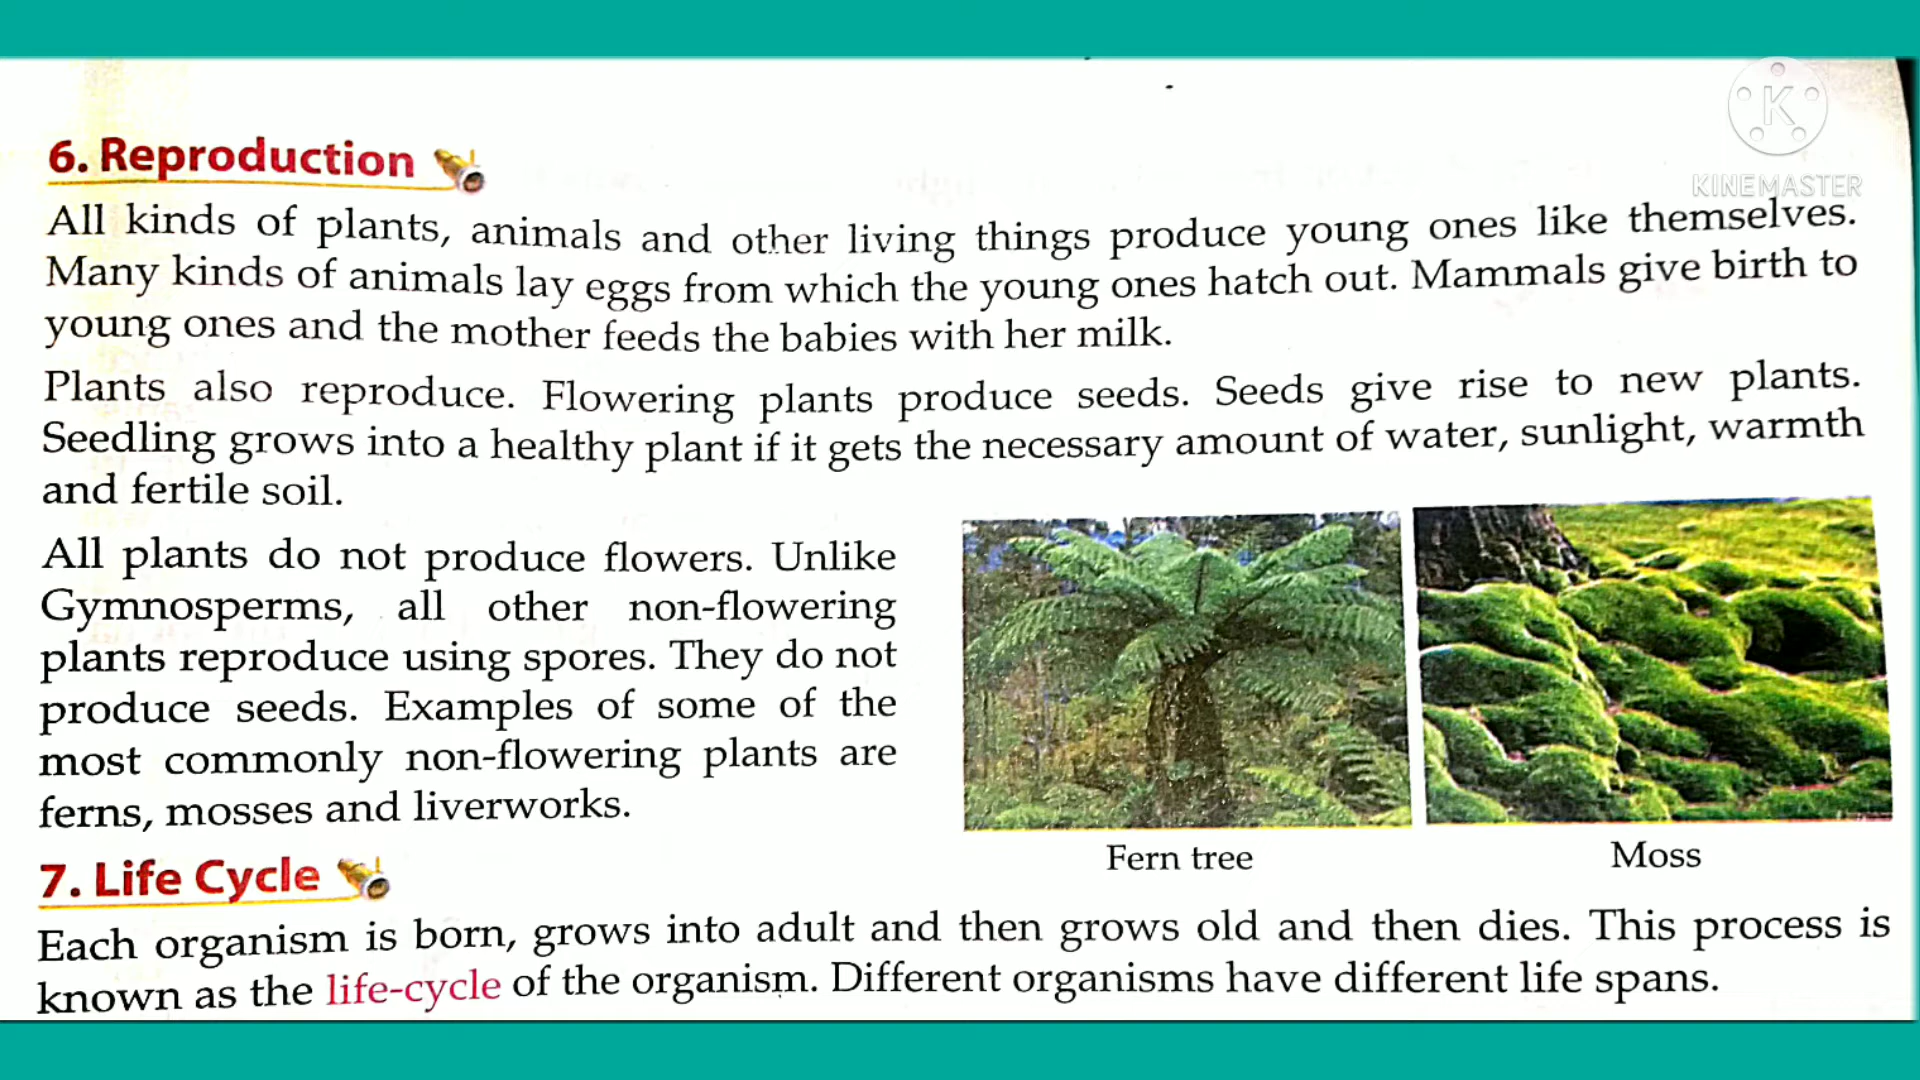 K
KINEMASTER
6. Reproduction
All kinds of plants, animals and other living things produce young ones like themselves.
Many kinds of animals lay eggs from which the young ones hatch out. Mammals give birth to
young ones and the mother feeds the babies with her milk.
Plants also reproduce. Flowering plants produce seeds. Seeds give rise to new plants.
Seedling grows into a healthy plant if it gets the necessary amount of water, sunlight, warmth
and fertile soil.
All plants do not produce flowers. Unlike
Gymnosperms, all other non-flowering
plants reproduce using spores. They do not
produce seeds. Examples of some of the
most commonly non-flowering plants are
ferns, mosses and liverworks.
Fern tree
Moss
7. Life Cycle
Each organism is born, grows into adult and then grows old and then dies. This process is
known as the life-cycle of the organism. Different organisms have different life spans.